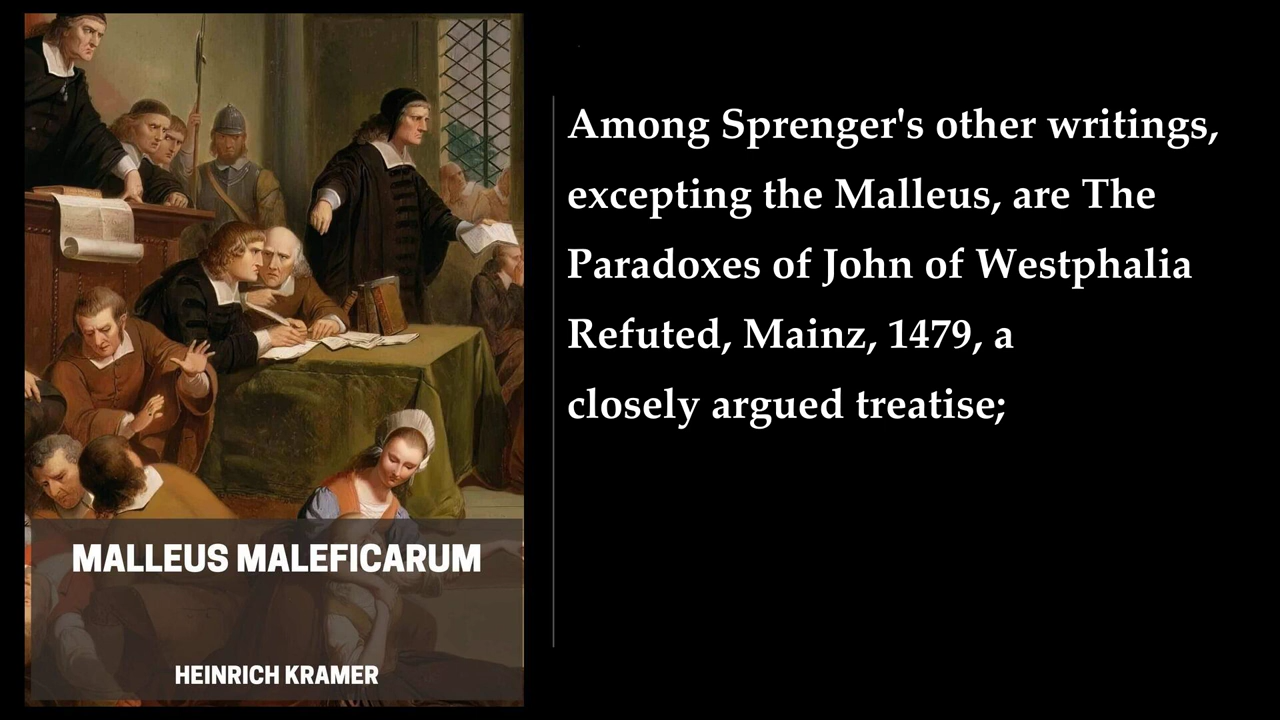 Among Sprenger's other writings,
excepting the Malleus, are The
Paradoxes of John of Westphalia
Refuted, Mainz, 1479, a
closely argued treatise;
MALLEUS MALEFICARUM
HEINRICH KRAMER